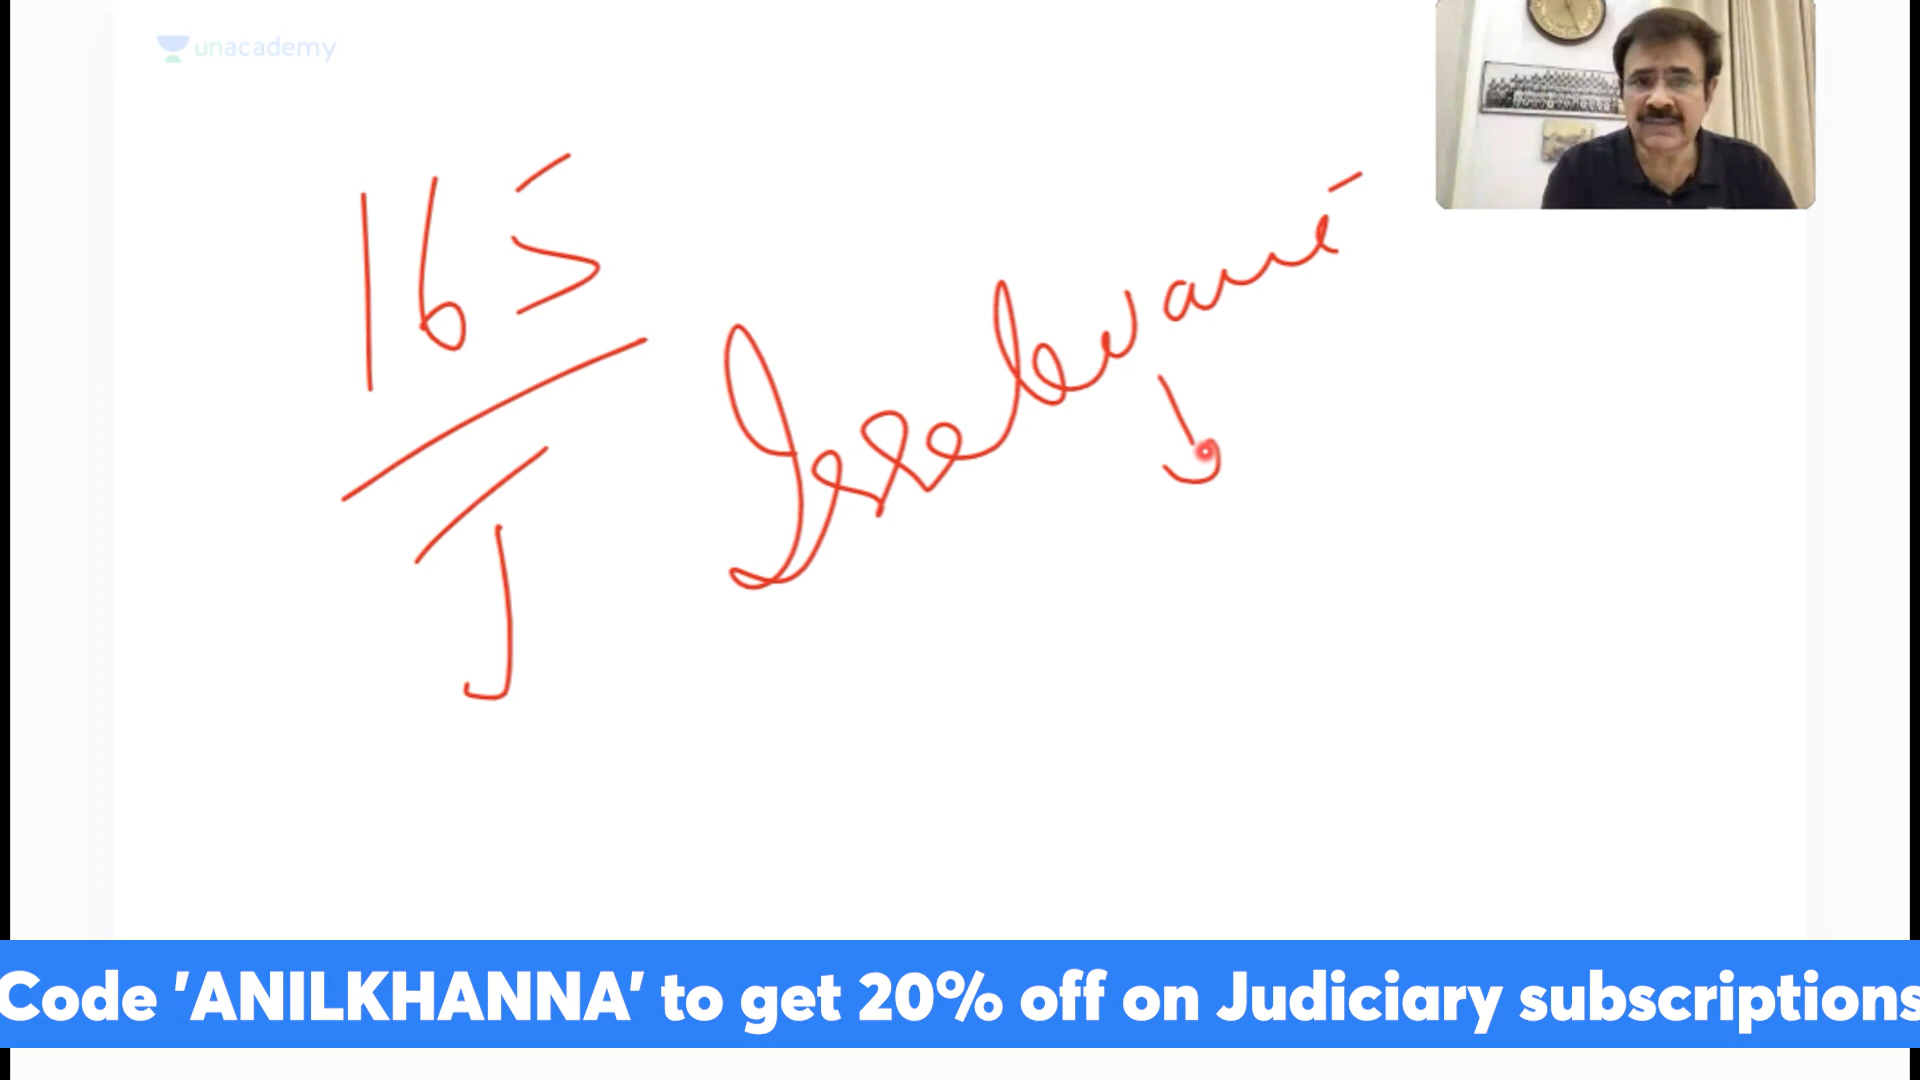 unacademy
165
J
Irrelevant
Code 'ANILKHANNA' to get 20% off on Judiciary subscriptions